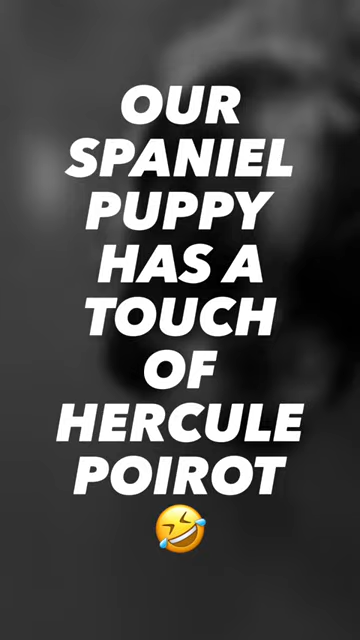 OUR
SPANIEL
PUPPY
HAS A
TOUCH
OF
HERCULE
POIROT
🤣